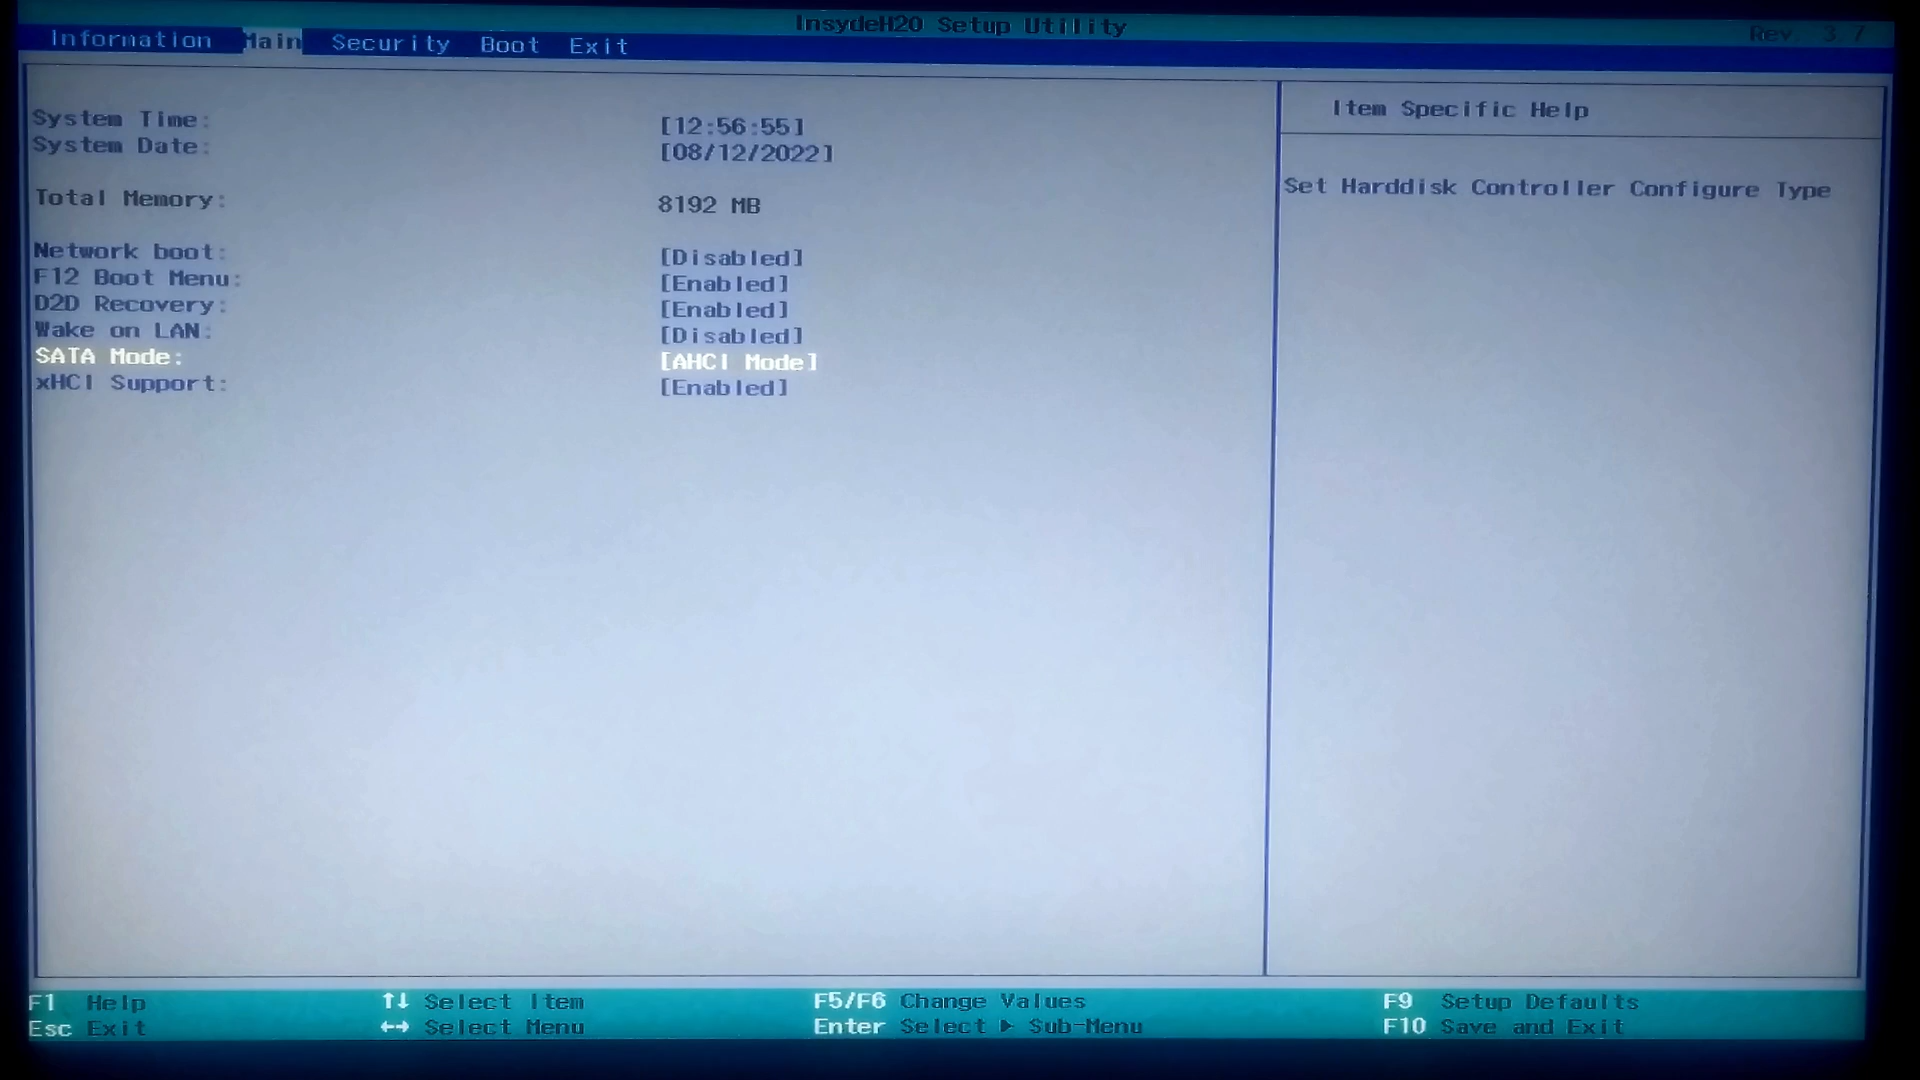 InsydeH20 Setup Utility Rev. 3.7
Information Main Security Boot Exit
Item Specific Help
System Time: [12:56:55]
System Date: [08/12/2022]
Set Harddisk Controller Configure Type
Total Memory: 8192 MB
Network boot: [Disabled]
F12 Boot Menu: [Enabled]
D2D Recovery: [Enabled]
Wake on LAN: [Disabled]
SATA Mode: [AHCI Mode]
xHCI Support: [Enabled]
F1 Help ↑↓ Select Item F5/F6 Change Values F9 Setup Defaults
Esc Exit ↔ Select Menu Enter Select ▶ Sub-Menu F10 Save and Exit